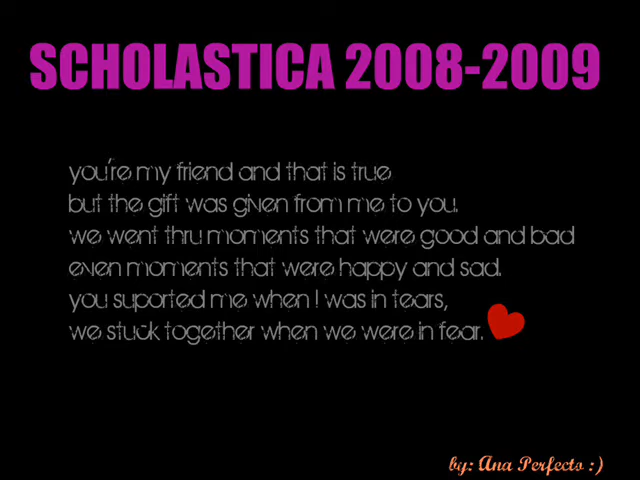 SCHOLASTICA 2008-2009
you're my friend and that is true
but the gift was given from me to you.
we went thru moments that were good and bad
even moments that were happy and sad.
you suported me when I was in tears,
we stuck together when we were in fear.
by: Ana Perfecto :)